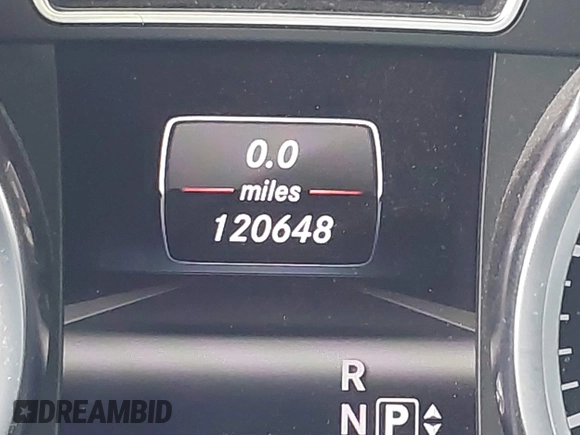 0.0
miles
120648
R
N P
DREAMBID